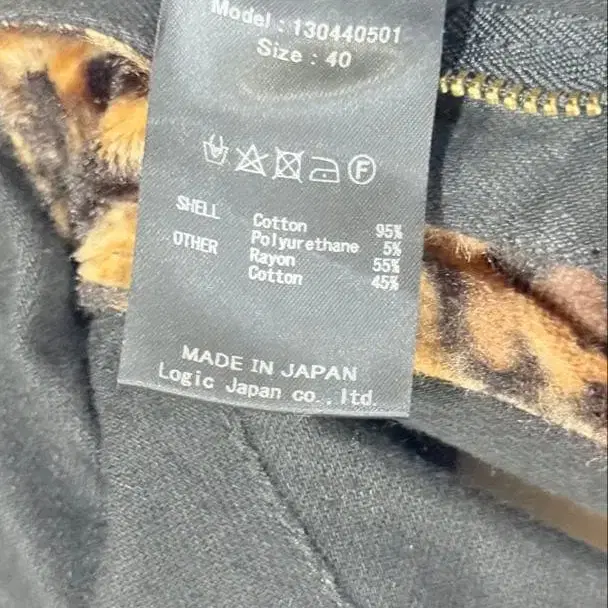 Model : 130440501
Size : 40
F
SHELL Cotton 95%
Polyurethane 5%
OTHER Rayon 55%
Cotton 45%
MADE IN JAPAN
Logic Japan co., ltd.